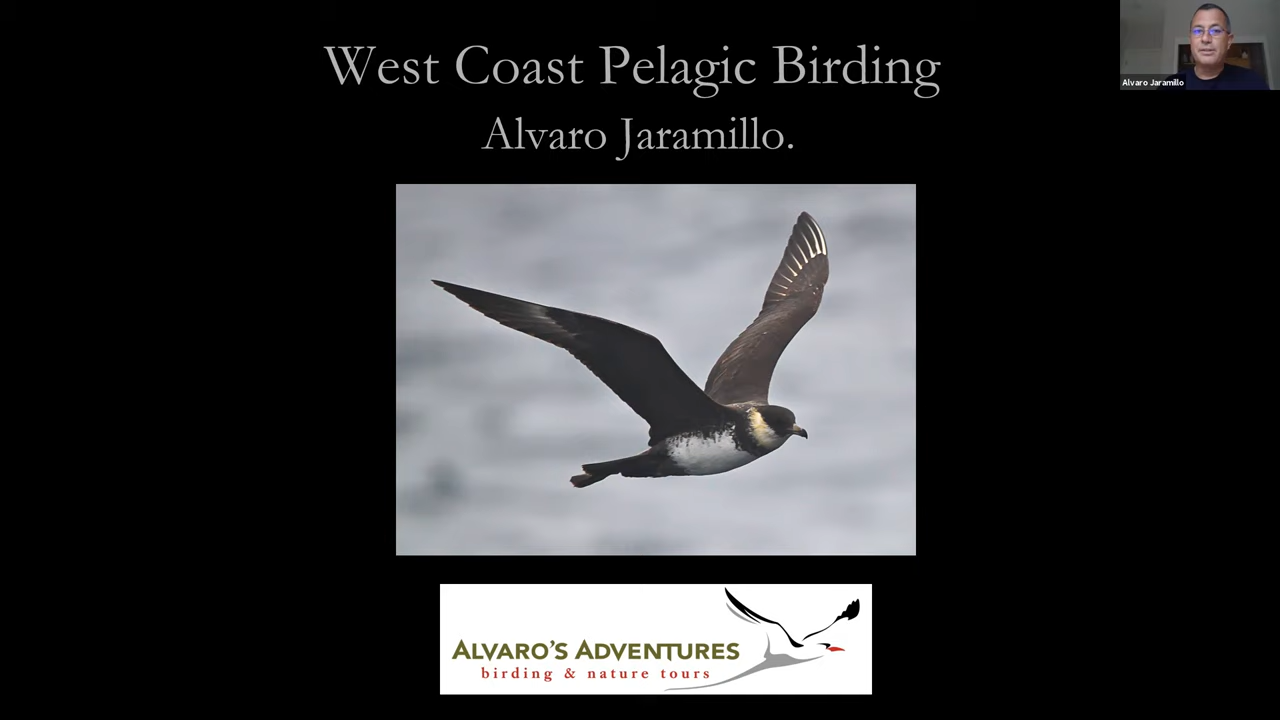 West Coast Pelagic Birding
Alvaro Jaramillo.
Alvaro Jaramillo
ALVARO'S ADVENTURES
birding & nature tours